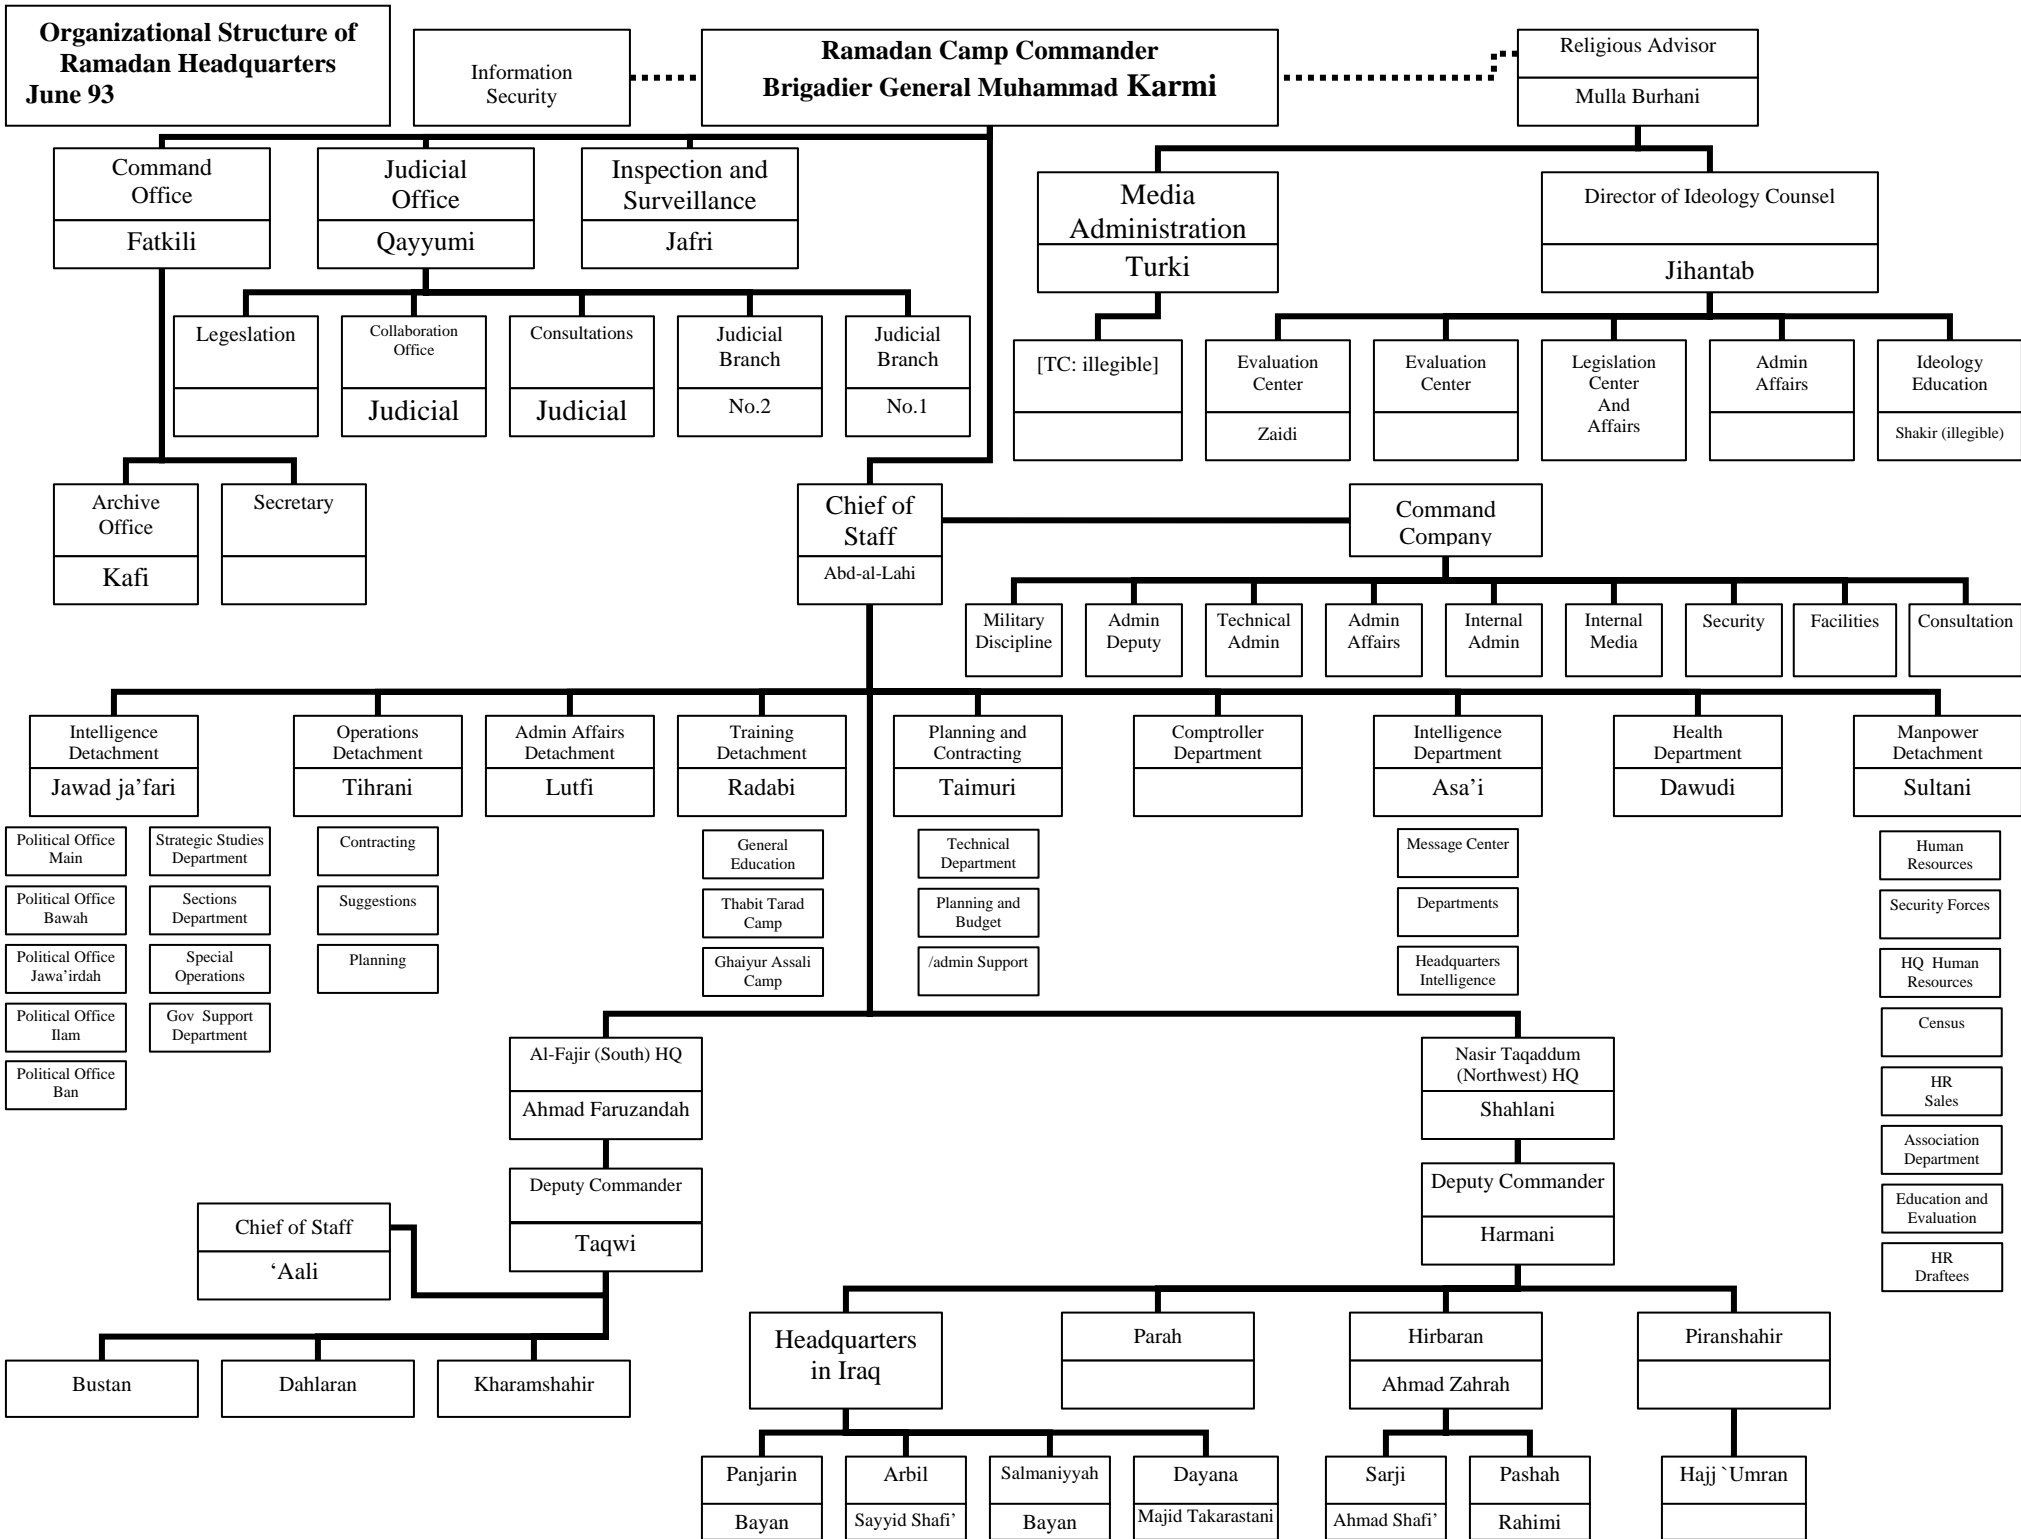 Organizational Structure of
Ramadan Headquarters
June 93
Information
Security
Ramadan Camp Commander
Brigadier General Muhammad Karmi
Religious Advisor
Mulla Burhani
Command
Office
Fatkili
Judicial
Office
Qayyumi
Inspection and
Surveillance
Jafri
Media
Administration
Turki
Director of Ideology Counsel
Jihantab
Legeslation
Collaboration
Office
Judicial
Consultations
Judicial
Judicial
Branch
No.2
Judicial
Branch
No.1
[TC: illegible]
Evaluation
Center
Zaidi
Evaluation
Center
Legislation
Center
And
Affairs
Admin
Affairs
Ideology
Education
Shakir (illegible)
Archive
Office
Kafi
Secretary
Chief of
Staff
Abd-al-Lahi
Command
Company
Military
Discipline
Admin
Deputy
Technical
Admin
Admin
Affairs
Internal
Admin
Internal
Media
Security
Facilities
Consultation
Intelligence
Detachment
Jawad ja’fari
Operations
Detachment
Tihrani
Admin Affairs
Detachment
Lutfi
Training
Detachment
Radabi
Planning and
Contracting
Taimuri
Comptroller
Department
Intelligence
Department
Asa’i
Health
Department
Dawudi
Manpower
Detachment
Sultani
Political Office
Main
Political Office
Bawah
Political Office
Jawa’irdah
Political Office
Ilam
Political Office
Ban
Strategic Studies
Department
Sections
Department
Special
Operations
Gov  Support
Department
Contracting
Suggestions
Planning
General
Education
Thabit Tarad
Camp
Ghaiyur Assali
Camp
Technical
Department
Planning and
Budget
/admin Support
Message Center
Departments
Headquarters
Intelligence
Human
Resources
Security Forces
HQ  Human
Resources
Census
HR
Sales
Association
Department
Education and
Evaluation
HR
Draftees
Al-Fajir (South) HQ
Ahmad Faruzandah
Deputy Commander
Taqwi
Chief of Staff
‘Aali
Bustan
Dahlaran
Kharamshahir
Nasir Taqaddum
(Northwest) HQ
Shahlani
Deputy Commander
Harmani
Headquarters
in Iraq
Parah
Hirbaran
Ahmad Zahrah
Piranshahir
Panjarin
Bayan
Arbil
Sayyid Shafi’
Salmaniyyah
Bayan
Dayana
Majid Takarastani
Sarji
Ahmad Shafi’
Pashah
Rahimi
Hajj `Umran